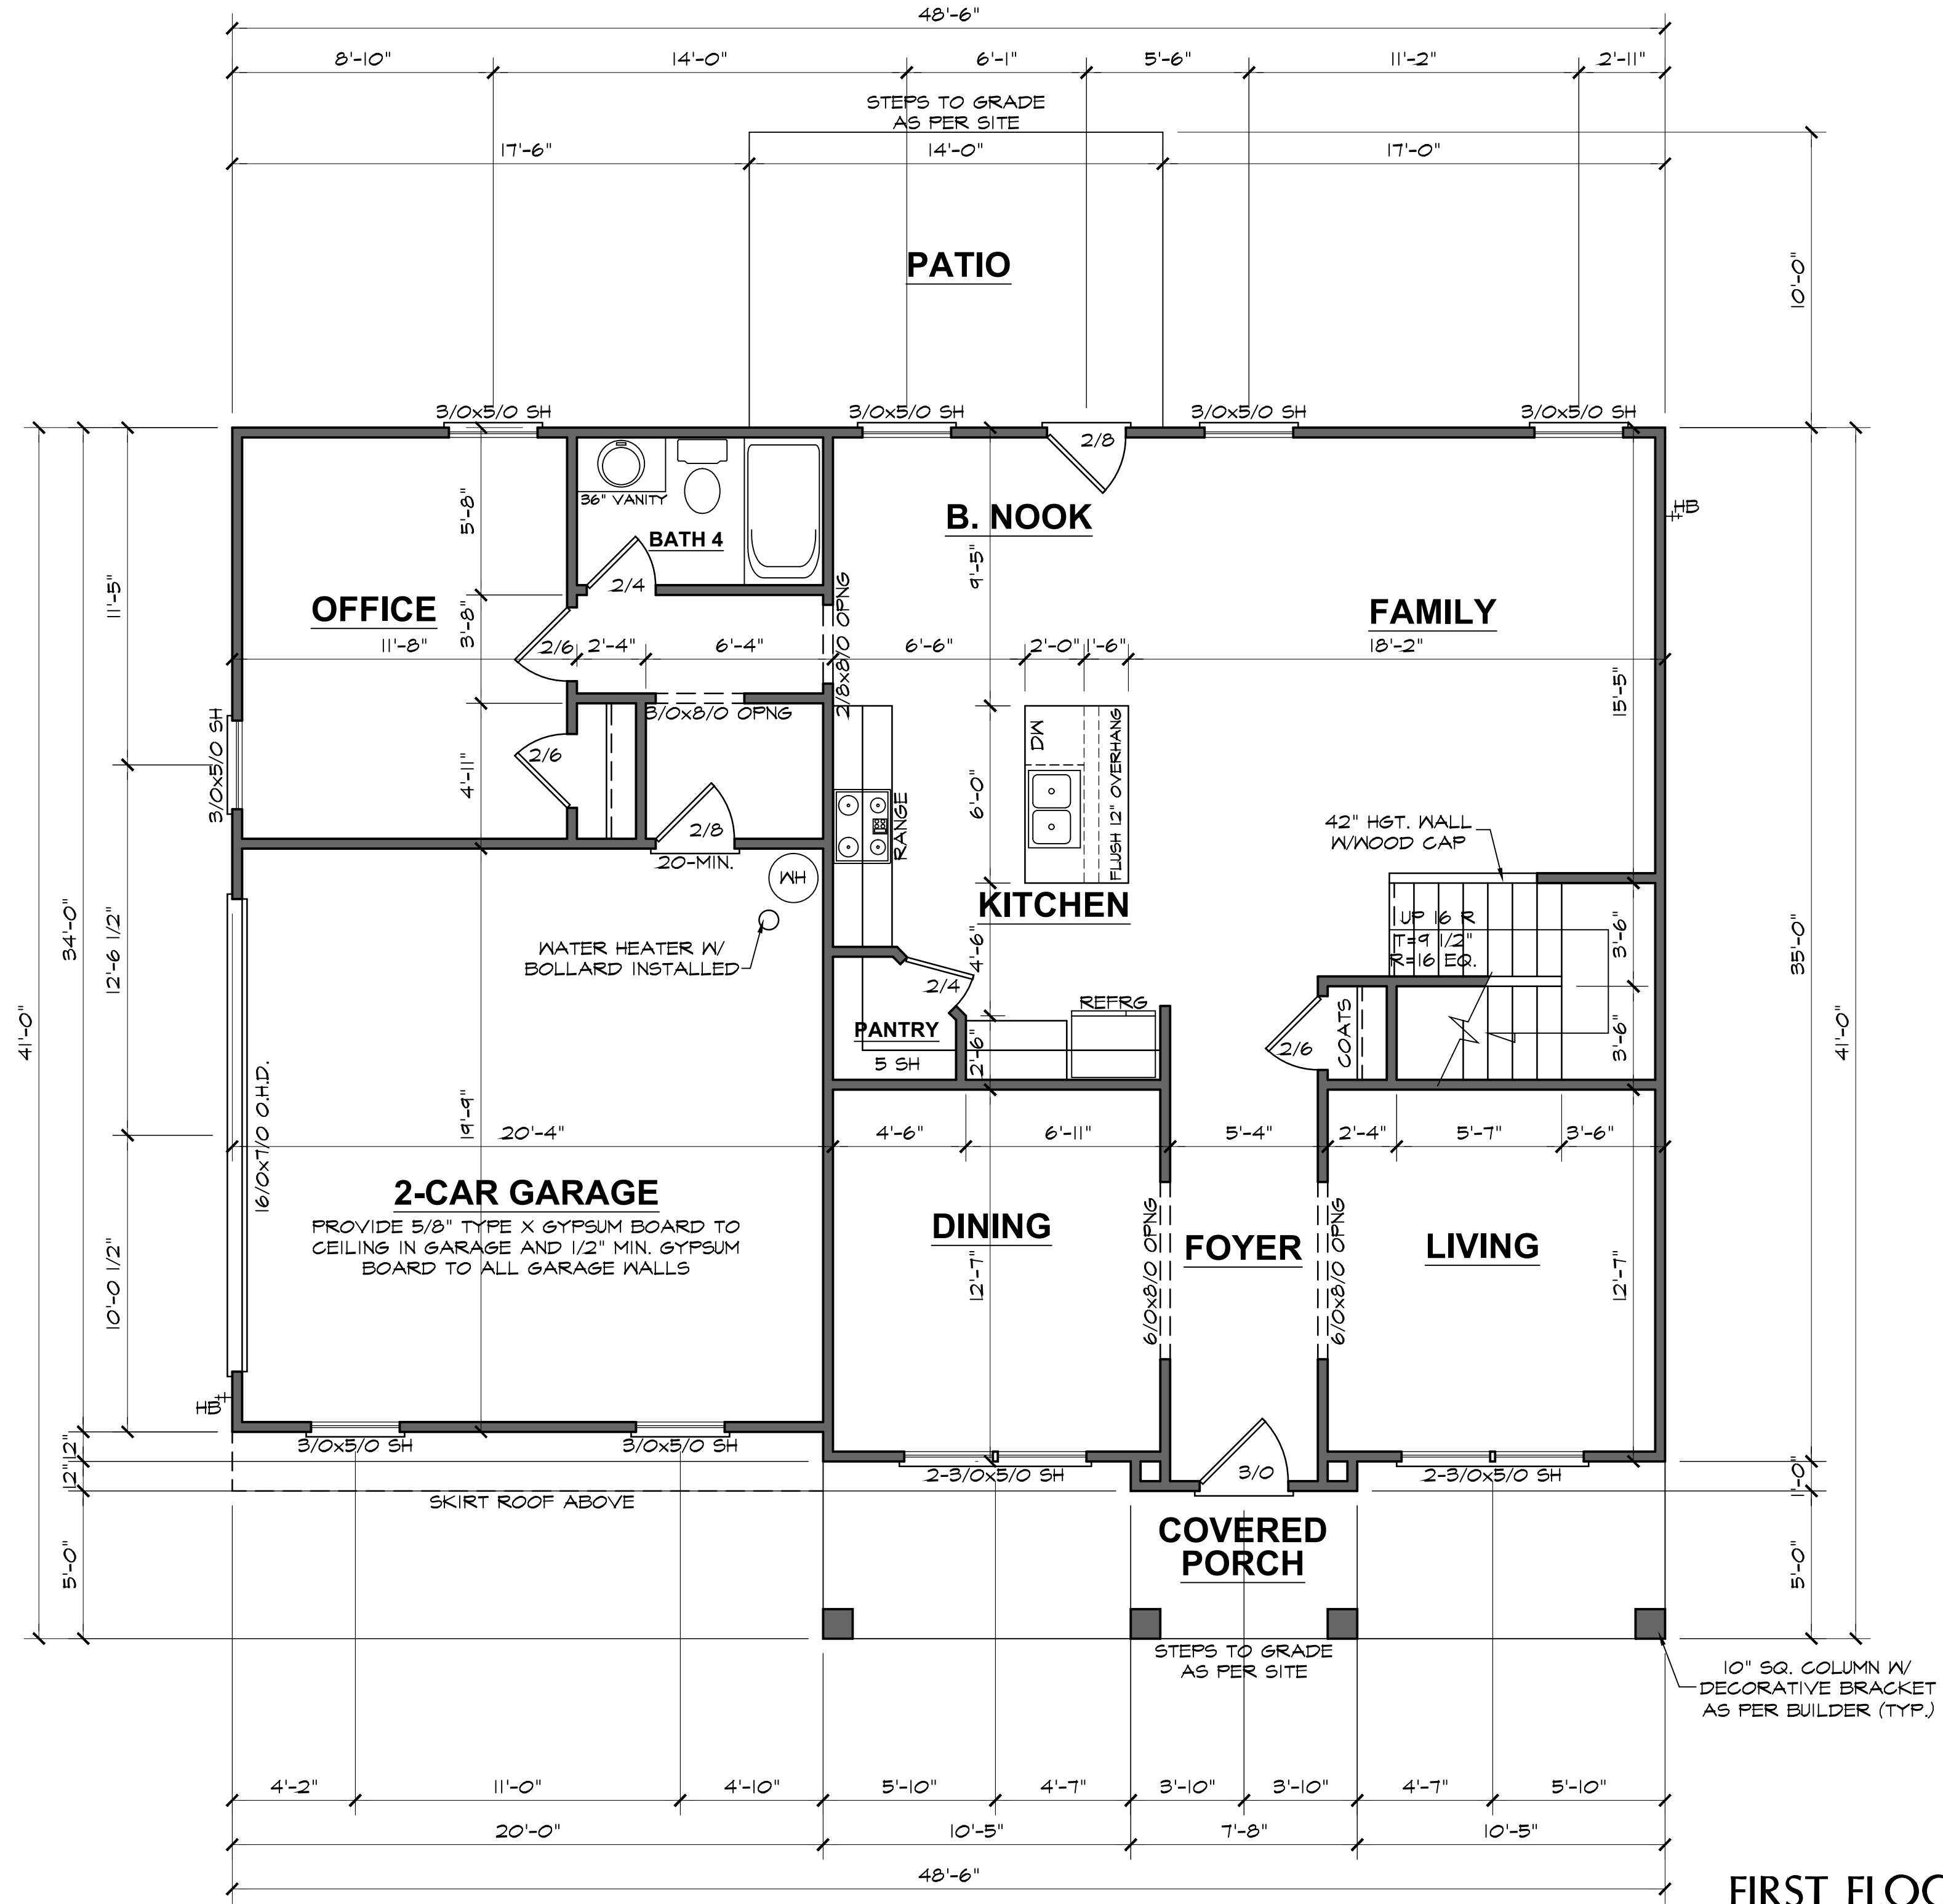 48'-6"
8'-10" 14'-0" 6'-1" 5'-6" 11'-2" 2'-11"
STEPS TO GRADE
AS PER SITE
17'-6" 14'-0" 17'-0"
PATIO
10'-0"
3/0x5/0 SH 3/0x5/0 SH 3/0x5/0 SH 3/0x5/0 SH
2/8
36" VANITY
BATH 4
2/4
B. NOOK
HB
5'-8"
9'-5"
11'-5"
OFFICE
FAMILY
3'-8"
11'-8" 2/6 2'-4" 6'-4" 6'-6" 2'-0" 1'-6" 18'-2"
2/8x8/0 OPNG
15'-5"
3/0x8/0 OPNG
3/0x5/0 SH
2/6
4'-11"
DW
6'-0"
FLUSH 12" OVERHANG
RANGE
2/8
20-MIN.
WH
42" HGT. WALL
W/WOOD CAP
KITCHEN
34'-0"
12'-6 1/2"
WATER HEATER W/
BOLLARD INSTALLED
4'-6"
UP 16 R
T=9 1/2"
R=16 EQ.
3'-6"
35'-0"
2/4
REFRG
PANTRY
5 SH
2'-6"
COATS
2/6
3'-6"
41'-0"
41'-0"
16/0x7/0 O.H.D.
19'-9"
20'-4" 4'-6" 6'-11" 5'-4" 2'-4" 5'-7" 3'-6"
2-CAR GARAGE
PROVIDE 5/8" TYPE X GYPSUM BOARD TO
CEILING IN GARAGE AND 1/2" MIN. GYPSUM
BOARD TO ALL GARAGE WALLS
DINING
FOYER
LIVING
6/0x8/0 OPNG
6/0x8/0 OPNG
12'-7"
12'-7"
10'-0 1/2"
HB
3/0x5/0 SH 3/0x5/0 SH
2-3/0x5/0 SH 3/0 2-3/0x5/0 SH
12"
12"
1'-0"
SKIRT ROOF ABOVE
COVERED
PORCH
5'-0"
5'-0"
STEPS TO GRADE
AS PER SITE
10" SQ. COLUMN W/
DECORATIVE BRACKET
AS PER BUILDER (TYP.)
4'-2" 11'-0" 4'-10" 5'-10" 4'-7" 3'-10" 3'-10" 4'-7" 5'-10"
20'-0" 10'-5" 7'-8" 10'-5"
48'-6"
FIRST